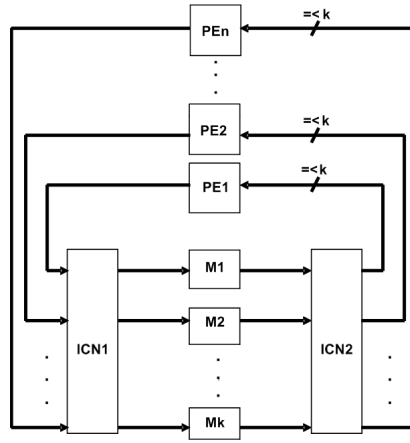 PEn
=< k
PE2
=< k
PE1
=< k
ICN1
M1
ICN2
M2
Mk